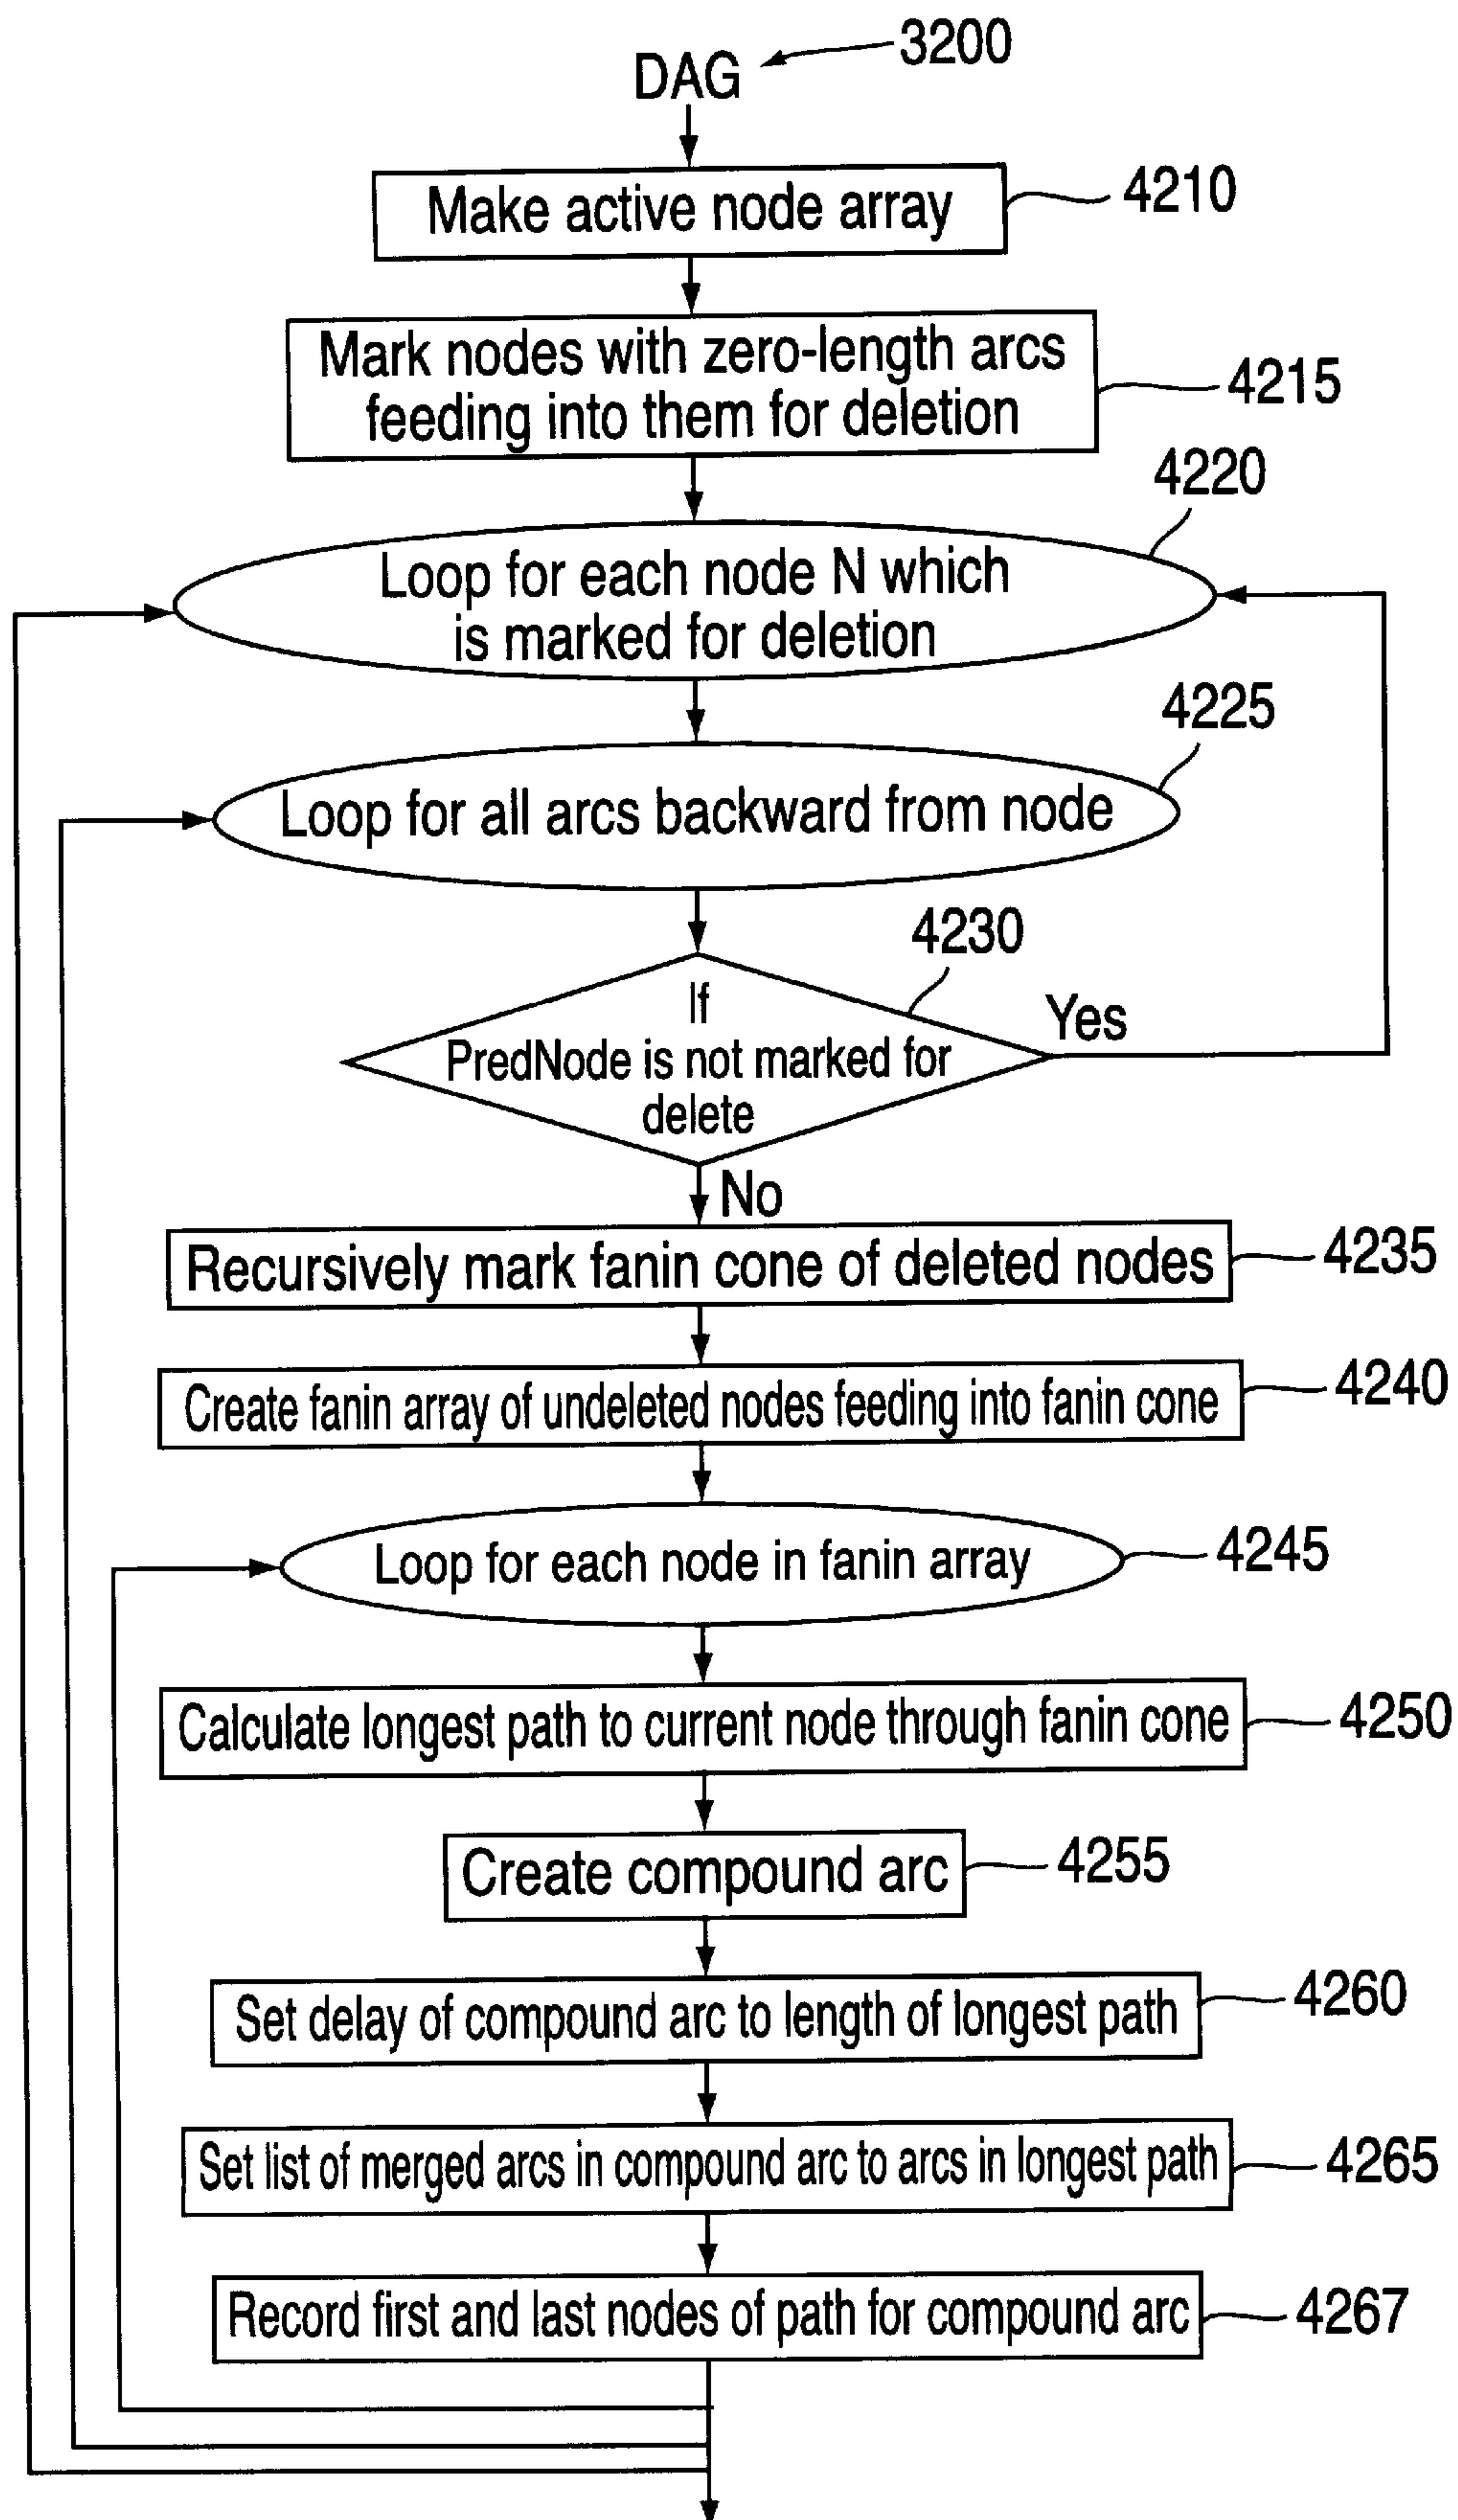 3200
DAG
Make active node array
4210
Mark nodes with zero-length arcs
feeding into them for deletion
4215
4220
Loop for each node N which
is marked for deletion
4225
Loop for all arcs backward from node
4230
If
PredNode is not marked for
delete
Yes
No
Recursively mark fanin cone of deleted nodes
4235
Create fanin array of undeleted nodes feeding into fanin cone
4240
Loop for each node in fanin array
4245
Calculate longest path to current node through fanin cone
4250
Create compound arc
4255
Set delay of compound arc to length of longest path
4260
Set list of merged arcs in compound arc to arcs in longest path
4265
Record first and last nodes of path for compound arc
4267